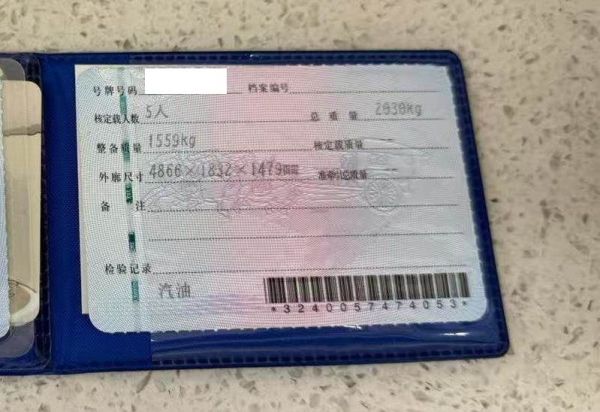 号牌号码 档案编号
核定载人数 5人 总质量 kg
整备质量 1559kg 核定载质量 --
外廓尺寸 4866×1832×1479mm 准牵引总质量 --
备注
检验记录
汽油
*3240057474053*